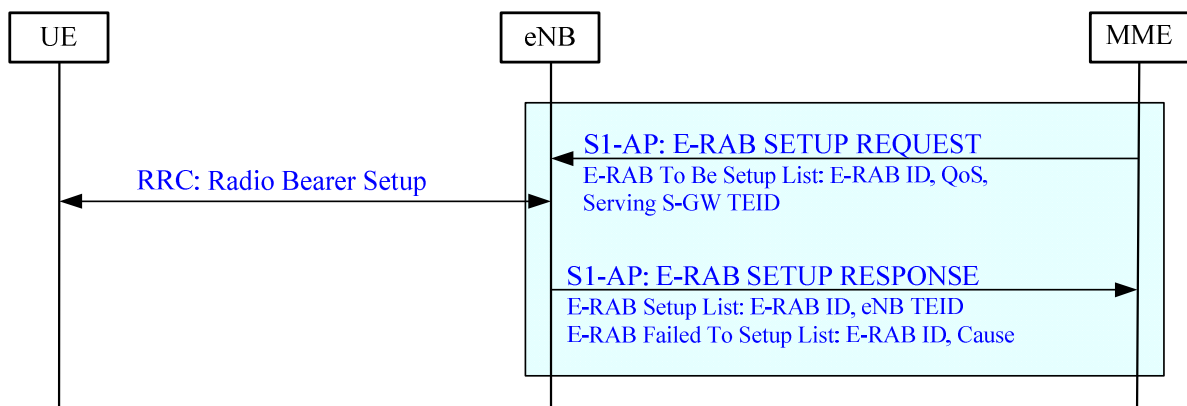 UE
eNB
MME
S1-AP: E-RAB SETUP REQUEST
E-RAB To Be Setup List: E-RAB ID, QoS,
Serving S-GW TEID
RRC: Radio Bearer Setup
S1-AP: E-RAB SETUP RESPONSE
E-RAB Setup List: E-RAB ID, eNB TEID
E-RAB Failed To Setup List: E-RAB ID, Cause